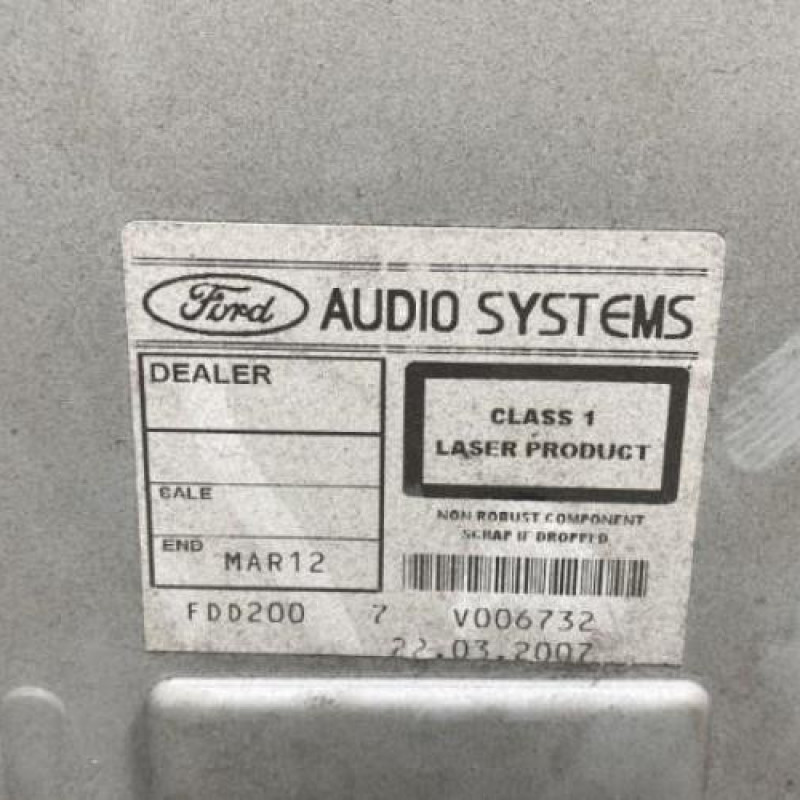 Ford AUDIO SYSTEMS
DEALER
CLASS 1
LASER PRODUCT
SALE
NON ROBUST COMPONENT
SCRAP IF DROPPED
END MAR12
FDD200 7 V006732
22.03.2007